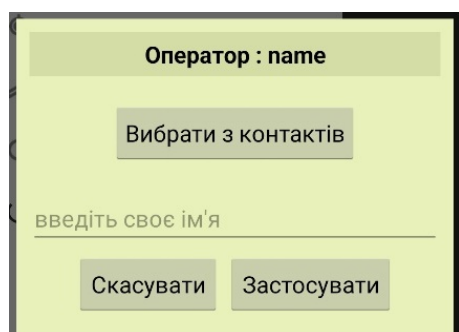 Оператор : name
Вибрати з контактів
введіть своє ім'я
Скасувати Застосувати